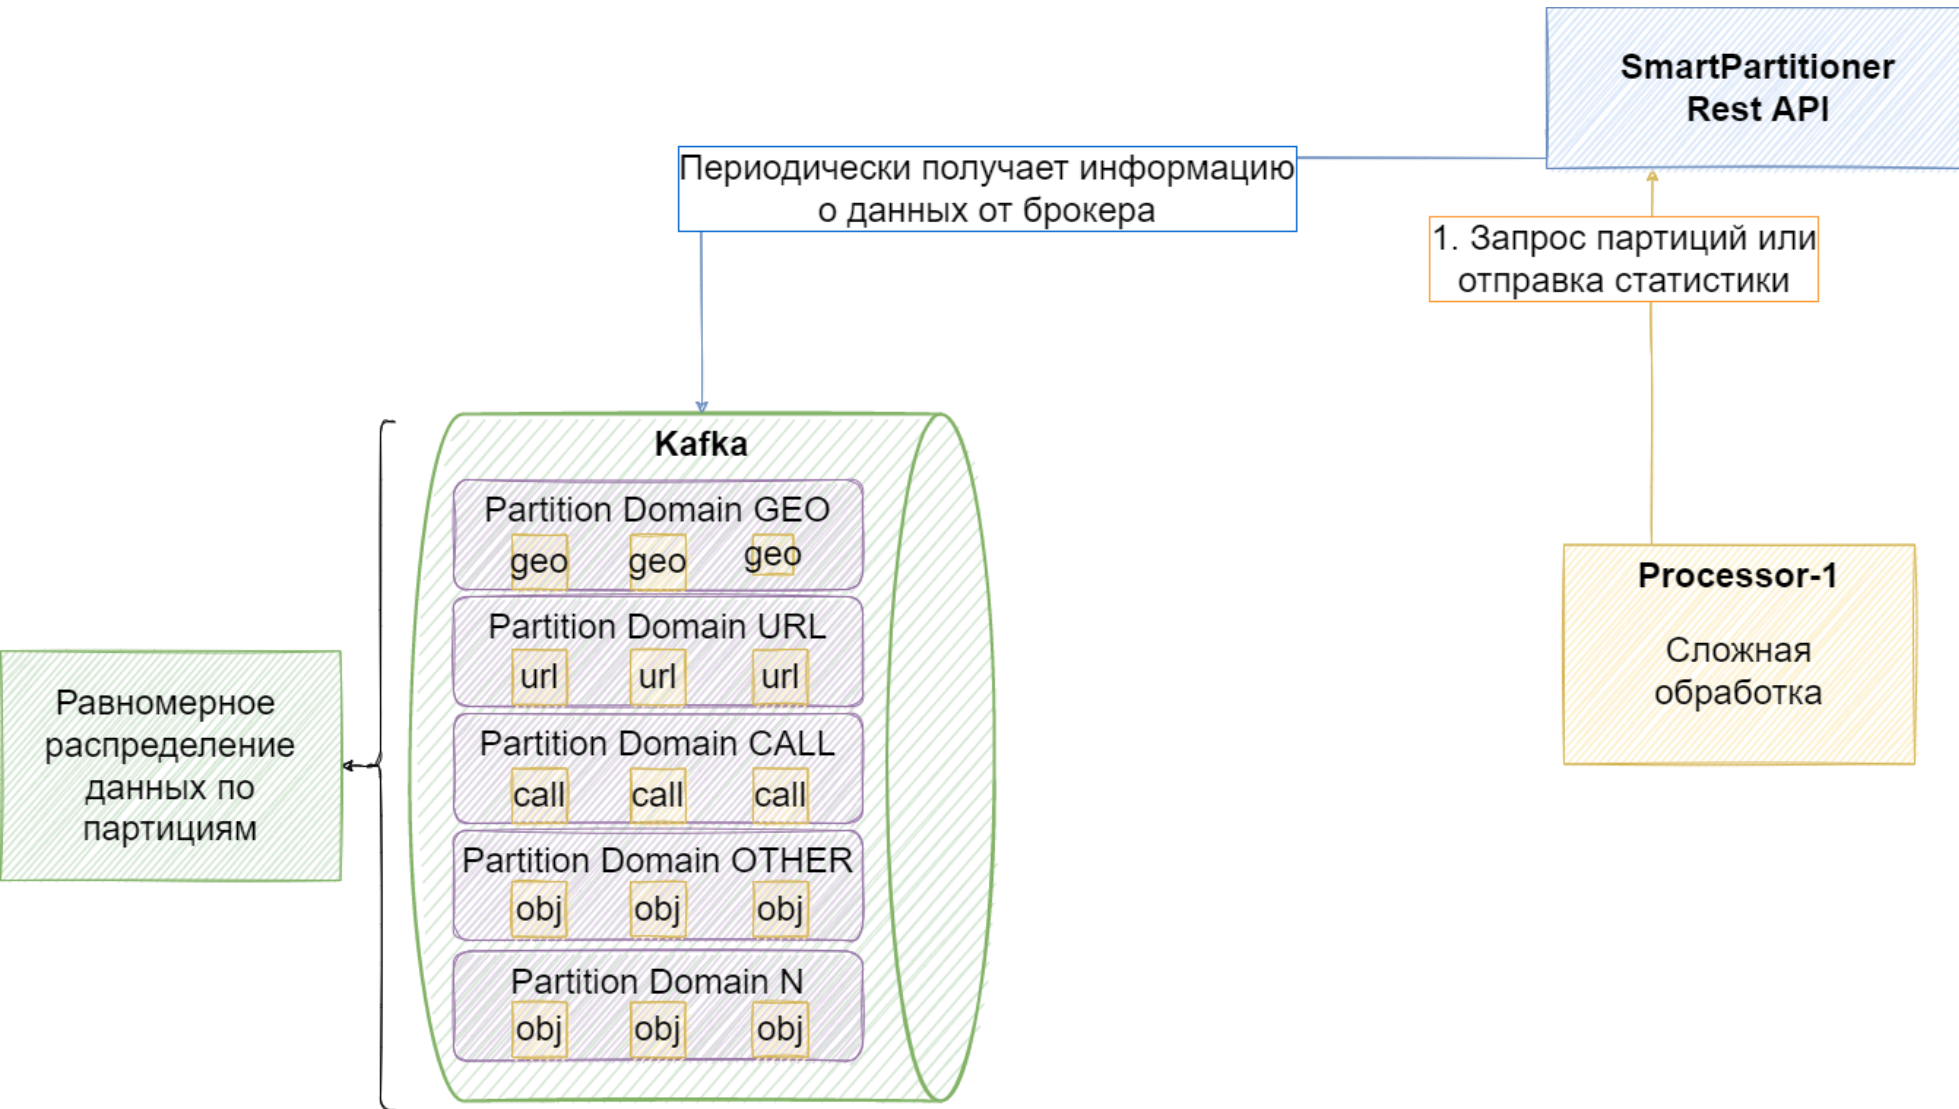 SmartPartitioner
Rest API
Периодически получает информацию
о данных от брокера
1. Запрос партиций или
отправка статистики
Kafka
Partition Domain GEO
geo geo geo
Partition Domain URL
url url url
Partition Domain CALL
call call call
Partition Domain OTHER
obj obj obj
Partition Domain N
obj obj obj
Равномерное
распределение
данных по
партициям
Processor-1
Сложная
обработка